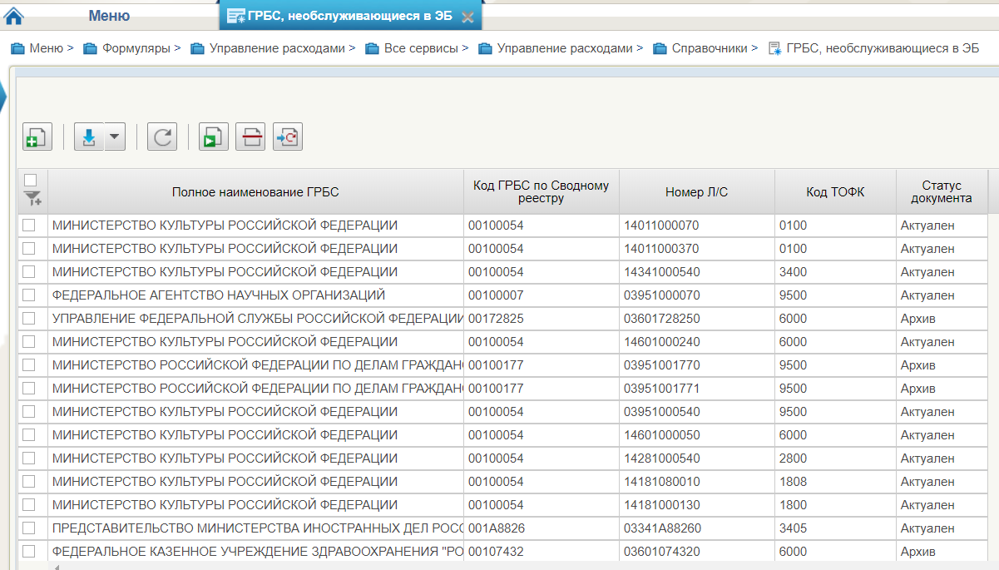 Меню
ГРБС, необслуживающиеся в ЭБ
Меню > Формуляры > Управление расходами > Все сервисы > Управление расходами > Справочники > ГРБС, необслуживающиеся в ЭБ
Полное наименование ГРБС
Код ГРБС по Сводному
реестру
Номер Л/С
Код ТОФК
Статус
документа
МИНИСТЕРСТВО КУЛЬТУРЫ РОССИЙСКОЙ ФЕДЕРАЦИИ 00100054 14011000070 0100 Актуален
МИНИСТЕРСТВО КУЛЬТУРЫ РОССИЙСКОЙ ФЕДЕРАЦИИ 00100054 14011000370 0100 Актуален
МИНИСТЕРСТВО КУЛЬТУРЫ РОССИЙСКОЙ ФЕДЕРАЦИИ 00100054 14341000540 3400 Актуален
ФЕДЕРАЛЬНОЕ АГЕНТСТВО НАУЧНЫХ ОРГАНИЗАЦИЙ 00100007 03951000070 9500 Актуален
УПРАВЛЕНИЕ ФЕДЕРАЛЬНОЙ СЛУЖБЫ РОССИЙСКОЙ ФЕДЕРАЦИИ 00172825 03601728250 6000 Архив
МИНИСТЕРСТВО КУЛЬТУРЫ РОССИЙСКОЙ ФЕДЕРАЦИИ 00100054 14601000240 6000 Актуален
МИНИСТЕРСТВО РОССИЙСКОЙ ФЕДЕРАЦИИ ПО ДЕЛАМ ГРАЖДАН 00100177 03951001770 9500 Архив
МИНИСТЕРСТВО РОССИЙСКОЙ ФЕДЕРАЦИИ ПО ДЕЛАМ ГРАЖДАН 00100177 03951001771 9500 Архив
МИНИСТЕРСТВО КУЛЬТУРЫ РОССИЙСКОЙ ФЕДЕРАЦИИ 00100054 03951000540 9500 Актуален
МИНИСТЕРСТВО КУЛЬТУРЫ РОССИЙСКОЙ ФЕДЕРАЦИИ 00100054 14601000050 6000 Актуален
МИНИСТЕРСТВО КУЛЬТУРЫ РОССИЙСКОЙ ФЕДЕРАЦИИ 00100054 14281000540 2800 Актуален
МИНИСТЕРСТВО КУЛЬТУРЫ РОССИЙСКОЙ ФЕДЕРАЦИИ 00100054 14181080010 1808 Актуален
МИНИСТЕРСТВО КУЛЬТУРЫ РОССИЙСКОЙ ФЕДЕРАЦИИ 00100054 14181000130 1800 Актуален
ПРЕДСТАВИТЕЛЬСТВО МИНИСТЕРСТВА ИНОСТРАННЫХ ДЕЛ РОСС 001А8826 03341А88260 3405 Актуален
ФЕДЕРАЛЬНОЕ КАЗЕННОЕ УЧРЕЖДЕНИЕ ЗДРАВООХРАНЕНИЯ "РО 00107432 03601074320 6000 Архив